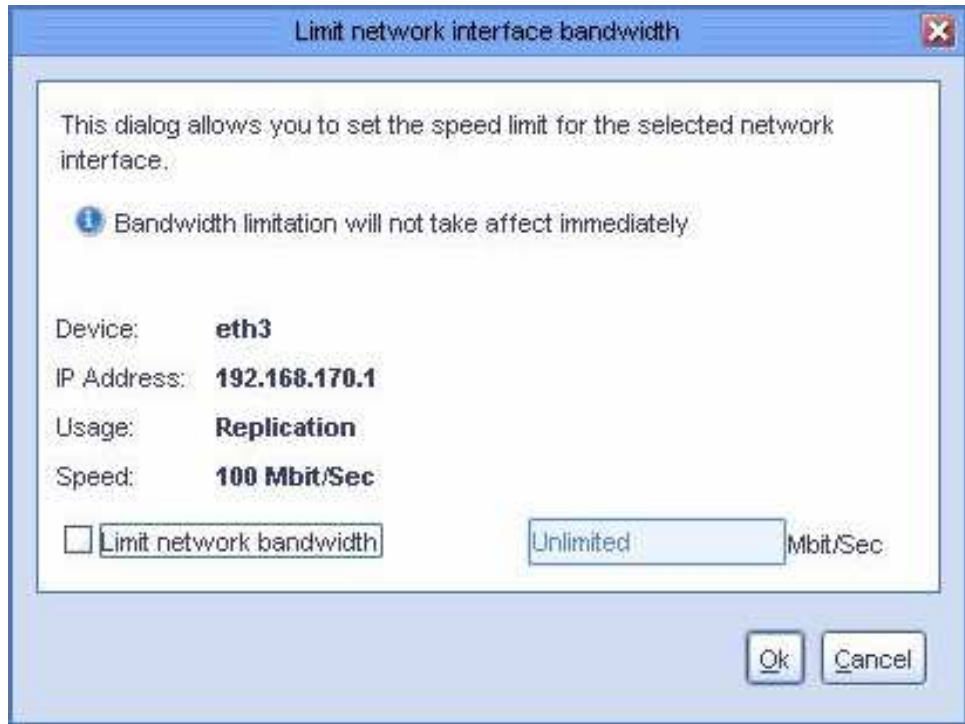 Limit network interface bandwidth
This dialog allows you to set the speed limit for the selected network
interface.
Bandwidth limitation will not take affect immediately
Device: eth3
IP Address: 192.168.170.1
Usage: Replication
Speed: 100 Mbit/Sec
Limit network bandwidth Unlimited Mbit/Sec
Ok Cancel